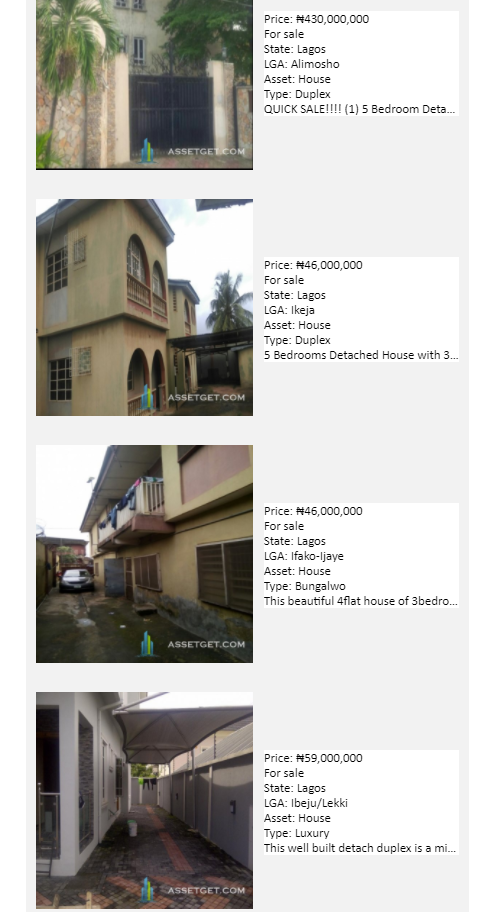 Price: ₦430,000,000
For sale
State: Lagos
LGA: Alimosho
Asset: House
Type: Duplex
QUICK SALE!!!! (1) 5 Bedroom Deta...
ASSETGET.COM
Price: ₦46,000,000
For sale
State: Lagos
LGA: Ikeja
Asset: House
Type: Duplex
5 Bedrooms Detached House with 3...
ASSETGET.COM
Price: ₦46,000,000
For sale
State: Lagos
LGA: Ifako-Ijaye
Asset: House
Type: Bungalwo
This beautiful 4flat house of 3bedro...
ASSETGET.COM
Price: ₦59,000,000
For sale
State: Lagos
LGA: Ibeju/Lekki
Asset: House
Type: Luxury
This well built detach duplex is a mi...
ASSETGET.COM